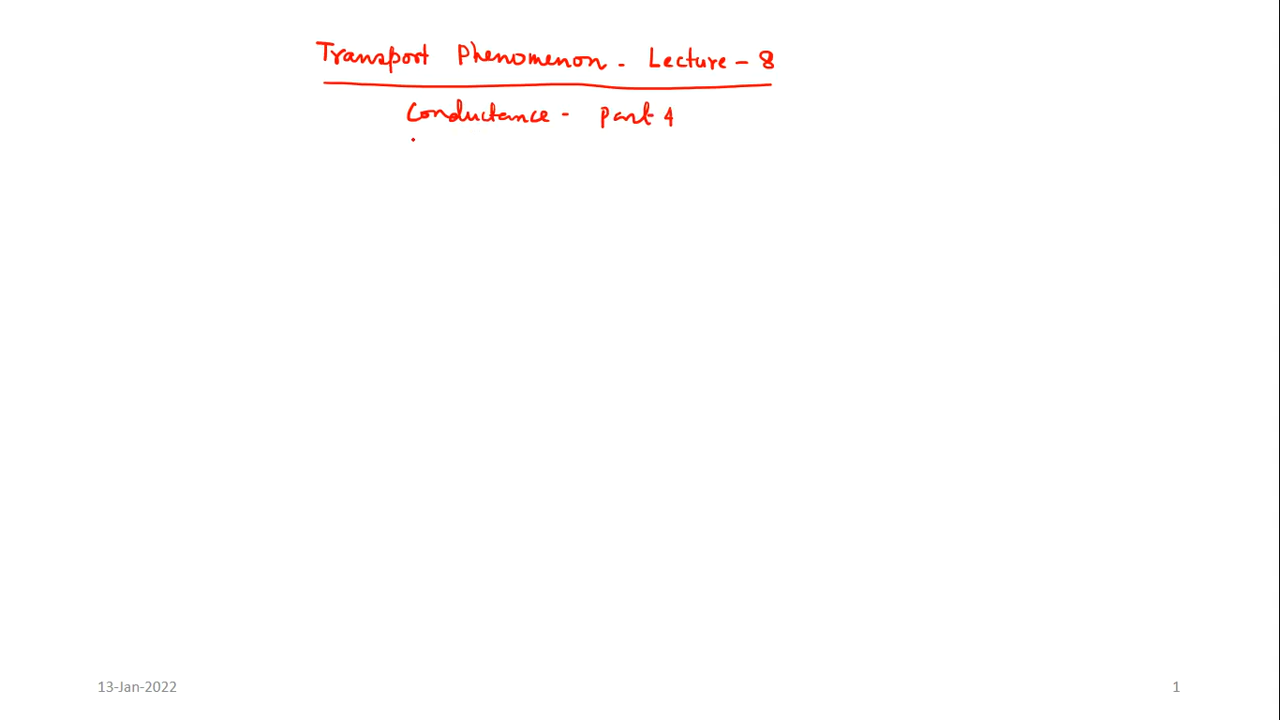 Transport Phenomenon - Lecture - 8
Conductance - Part 4
13-Jan-2022
1